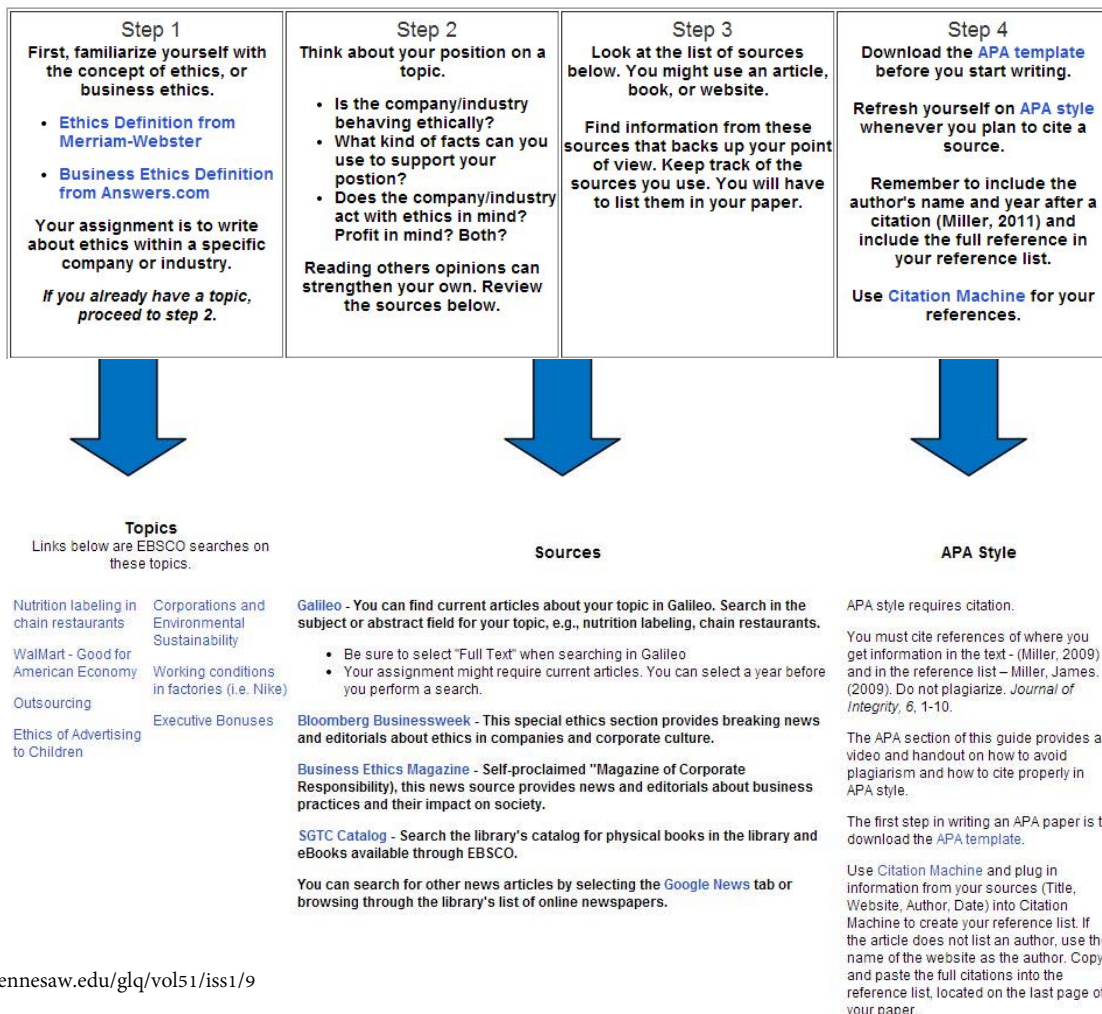 Step 1
First, familiarize yourself with
the concept of ethics, or
business ethics.
• Ethics Definition from
Merriam-Webster
• Business Ethics Definition
from Answers.com
Your assignment is to write
about ethics within a specific
company or industry.
If you already have a topic,
proceed to step 2.
Step 2
Think about your position on a
topic.
• Is the company/industry
behaving ethically?
• What kind of facts can you
use to support your
postion?
• Does the company/industry
act with ethics in mind?
Profit in mind? Both?
Reading others opinions can
strengthen your own. Review
the sources below.
Step 3
Look at the list of sources
below. You might use an article,
book, or website.
Find information from these
sources that backs up your point
of view. Keep track of the
sources you use. You will have
to list them in your paper.
Step 4
Download the APA template
before you start writing.
Refresh yourself on APA style
whenever you plan to cite a
source.
Remember to include the
author's name and year after a
citation (Miller, 2011) and
include the full reference in
your reference list.
Use Citation Machine for your
references.
Topics
Links below are EBSCO searches on
these topics.
Nutrition labeling in
chain restaurants
WalMart - Good for
American Economy
Outsourcing
Ethics of Advertising
to Children
Corporations and
Environmental
Sustainability
Working conditions
in factories (i.e. Nike)
Executive Bonuses
Sources
Galileo - You can find current articles about your topic in Galileo. Search in the
subject or abstract field for your topic, e.g., nutrition labeling, chain restaurants.
• Be sure to select "Full Text" when searching in Galileo
• Your assignment might require current articles. You can select a year before
you perform a search.
Bloomberg Businessweek - This special ethics section provides breaking news
and editorials about ethics in companies and corporate culture.
Business Ethics Magazine - Self-proclaimed "Magazine of Corporate
Responsibility), this news source provides news and editorials about business
practices and their impact on society.
SGTC Catalog - Search the library's catalog for physical books in the library and
eBooks available through EBSCO.
You can search for other news articles by selecting the Google News tab or
browsing through the library's list of online newspapers.
APA Style
APA style requires citation.
You must cite references of where you
get information in the text - (Miller, 2009)
and in the reference list – Miller, James.
(2009). Do not plagiarize. Journal of
Integrity, 6, 1-10.
The APA section of this guide provides a
video and handout on how to avoid
plagiarism and how to cite properly in
APA style.
The first step in writing an APA paper is t
download the APA template.
Use Citation Machine and plug in
information from your sources (Title,
Website, Author, Date) into Citation
Machine to create your reference list. If
the article does not list an author, use the
name of the website as the author. Copy
and paste the full citations into the
reference list, located on the last page of
your paper.
ennesaw.edu/glq/vol51/iss1/9